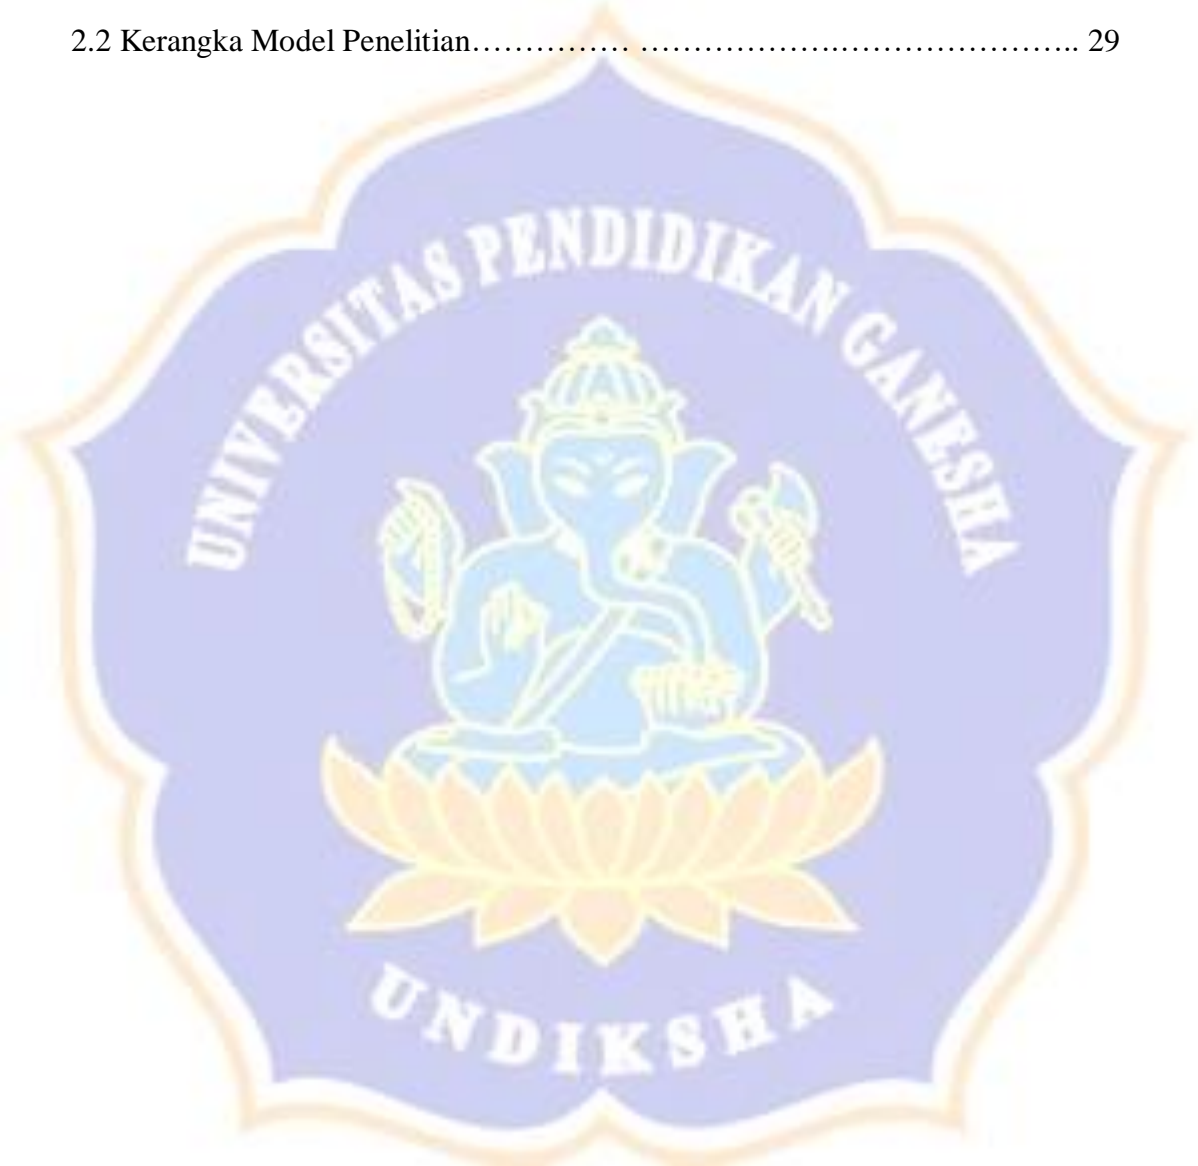 2.2 Kerangka Model Penelitian…………… ……………….………………….. 29
UNIVERSITAS PENDIDIKAN GANESHA
UNDIKSHA